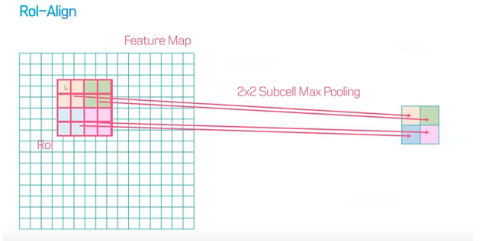 RoI-Align
Feature Map
2x2 Subcell Max Pooling
RoI